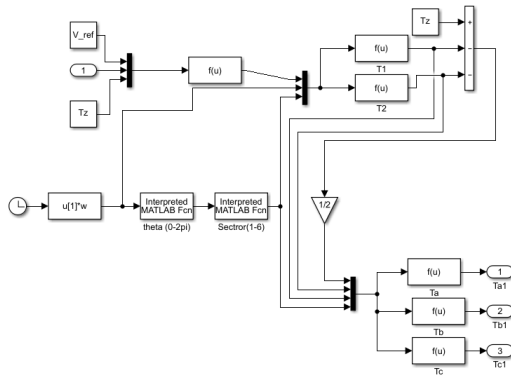 V_ref
1
Tz
f(u)
Tz
+
−
−
f(u)
T1
f(u)
T2
u[1]*w
Interpreted
MATLAB Fcn
theta (0-2pi)
Interpreted
MATLAB Fcn
Sectror(1-6)
1/2
f(u)
Ta
1
Ta1
f(u)
Tb
2
Tb1
f(u)
Tc
3
Tc1